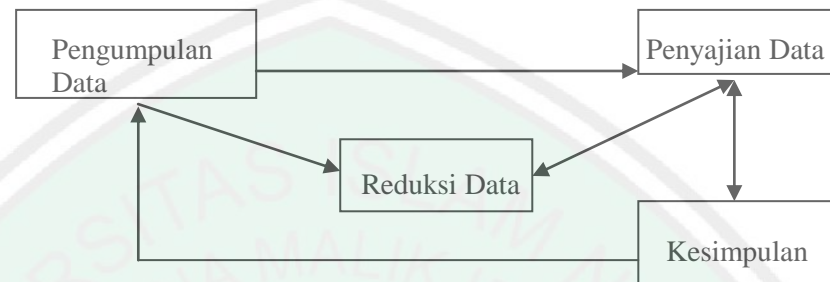 Pengumpulan
Data
Penyajian Data
Reduksi Data
Kesimpulan